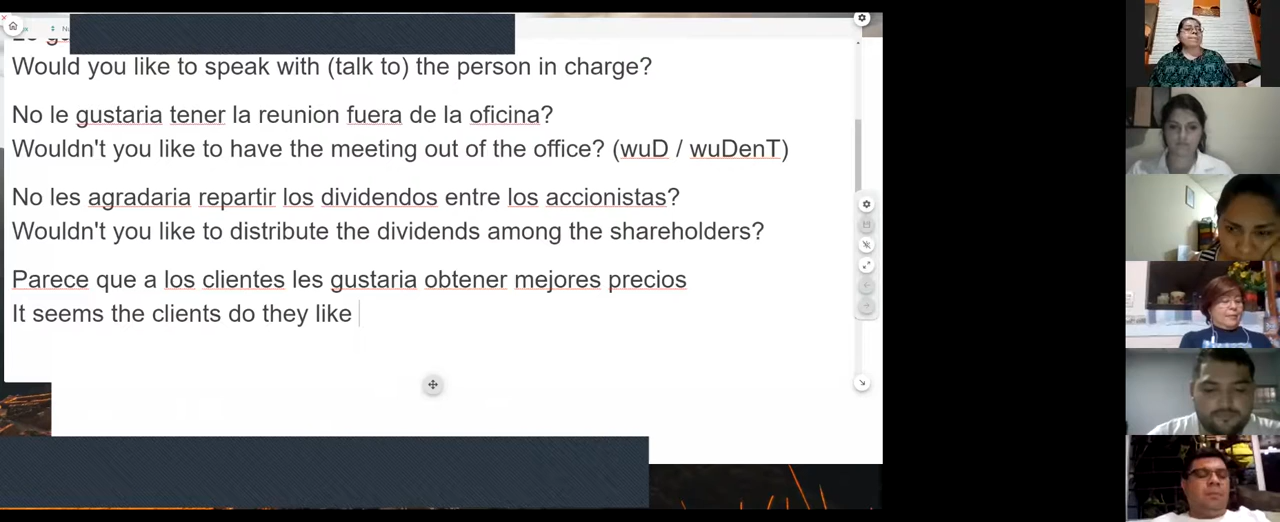 Would you like to speak with (talk to) the person in charge?
No le gustaria tener la reunion fuera de la oficina?
Wouldn't you like to have the meeting out of the office? (wuD / wuDenT)
No les agradaria repartir los dividendos entre los accionistas?
Wouldn't you like to distribute the dividends among the shareholders?
Parece que a los clientes les gustaria obtener mejores precios
It seems the clients do they like